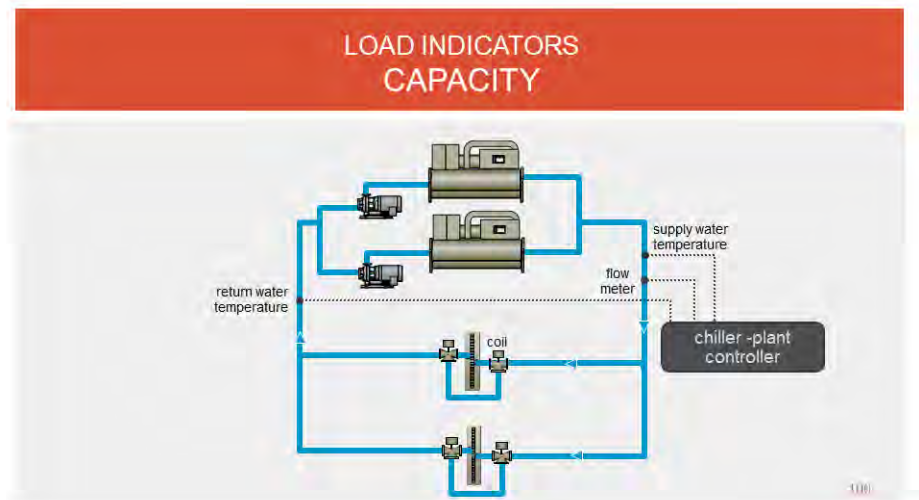 LOAD INDICATORS
CAPACITY
supply water
temperature
flow
meter
return water
temperature
chiller -plant
controller
coil